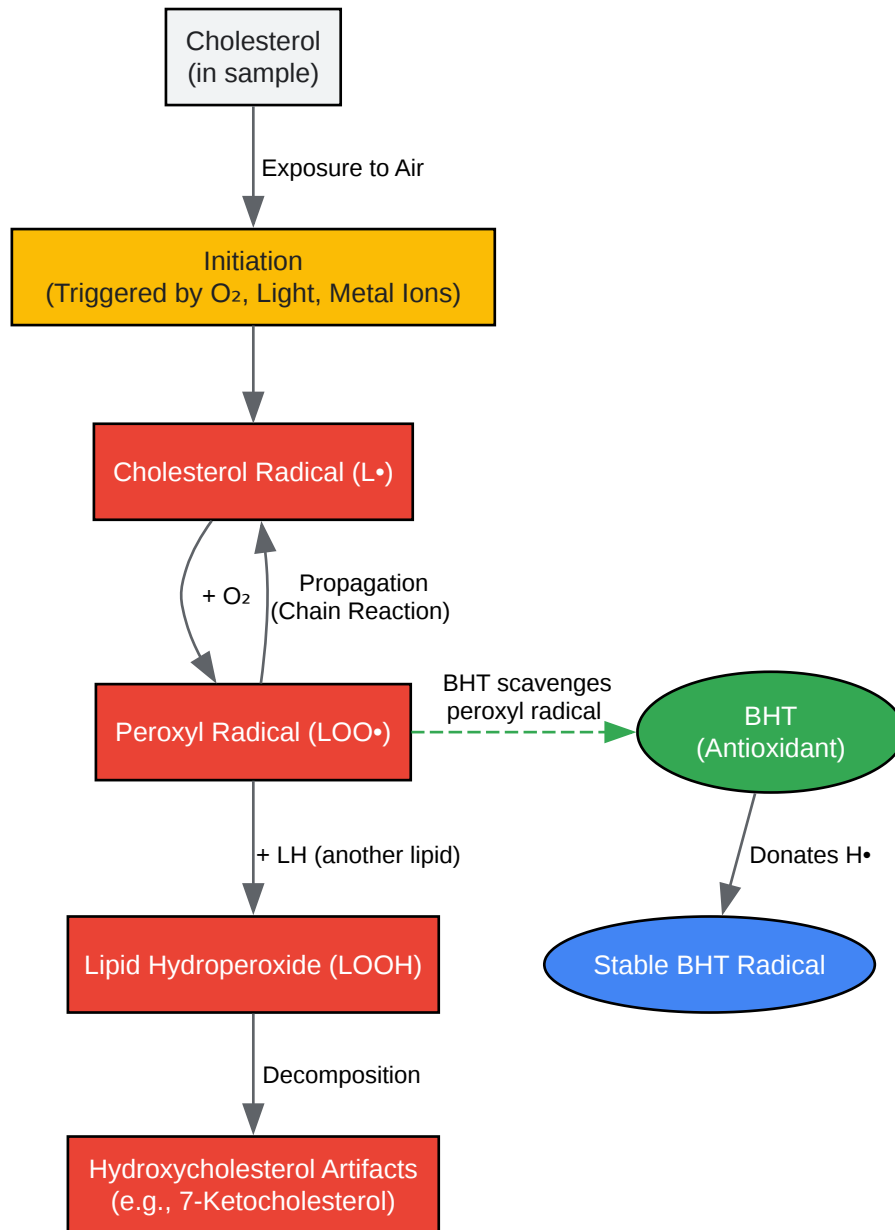 Cholesterol
(in sample)
Exposure to Air
Initiation
(Triggered by O₂, Light, Metal Ions)
Cholesterol Radical (L•)
+ O₂
Propagation
(Chain Reaction)
Peroxyl Radical (LOO•)
BHT scavenges
peroxyl radical
BHT
(Antioxidant)
+ LH (another lipid)
Donates H•
Lipid Hydroperoxide (LOOH)
Stable BHT Radical
Decomposition
Hydroxycholesterol Artifacts
(e.g., 7-Ketocholesterol)